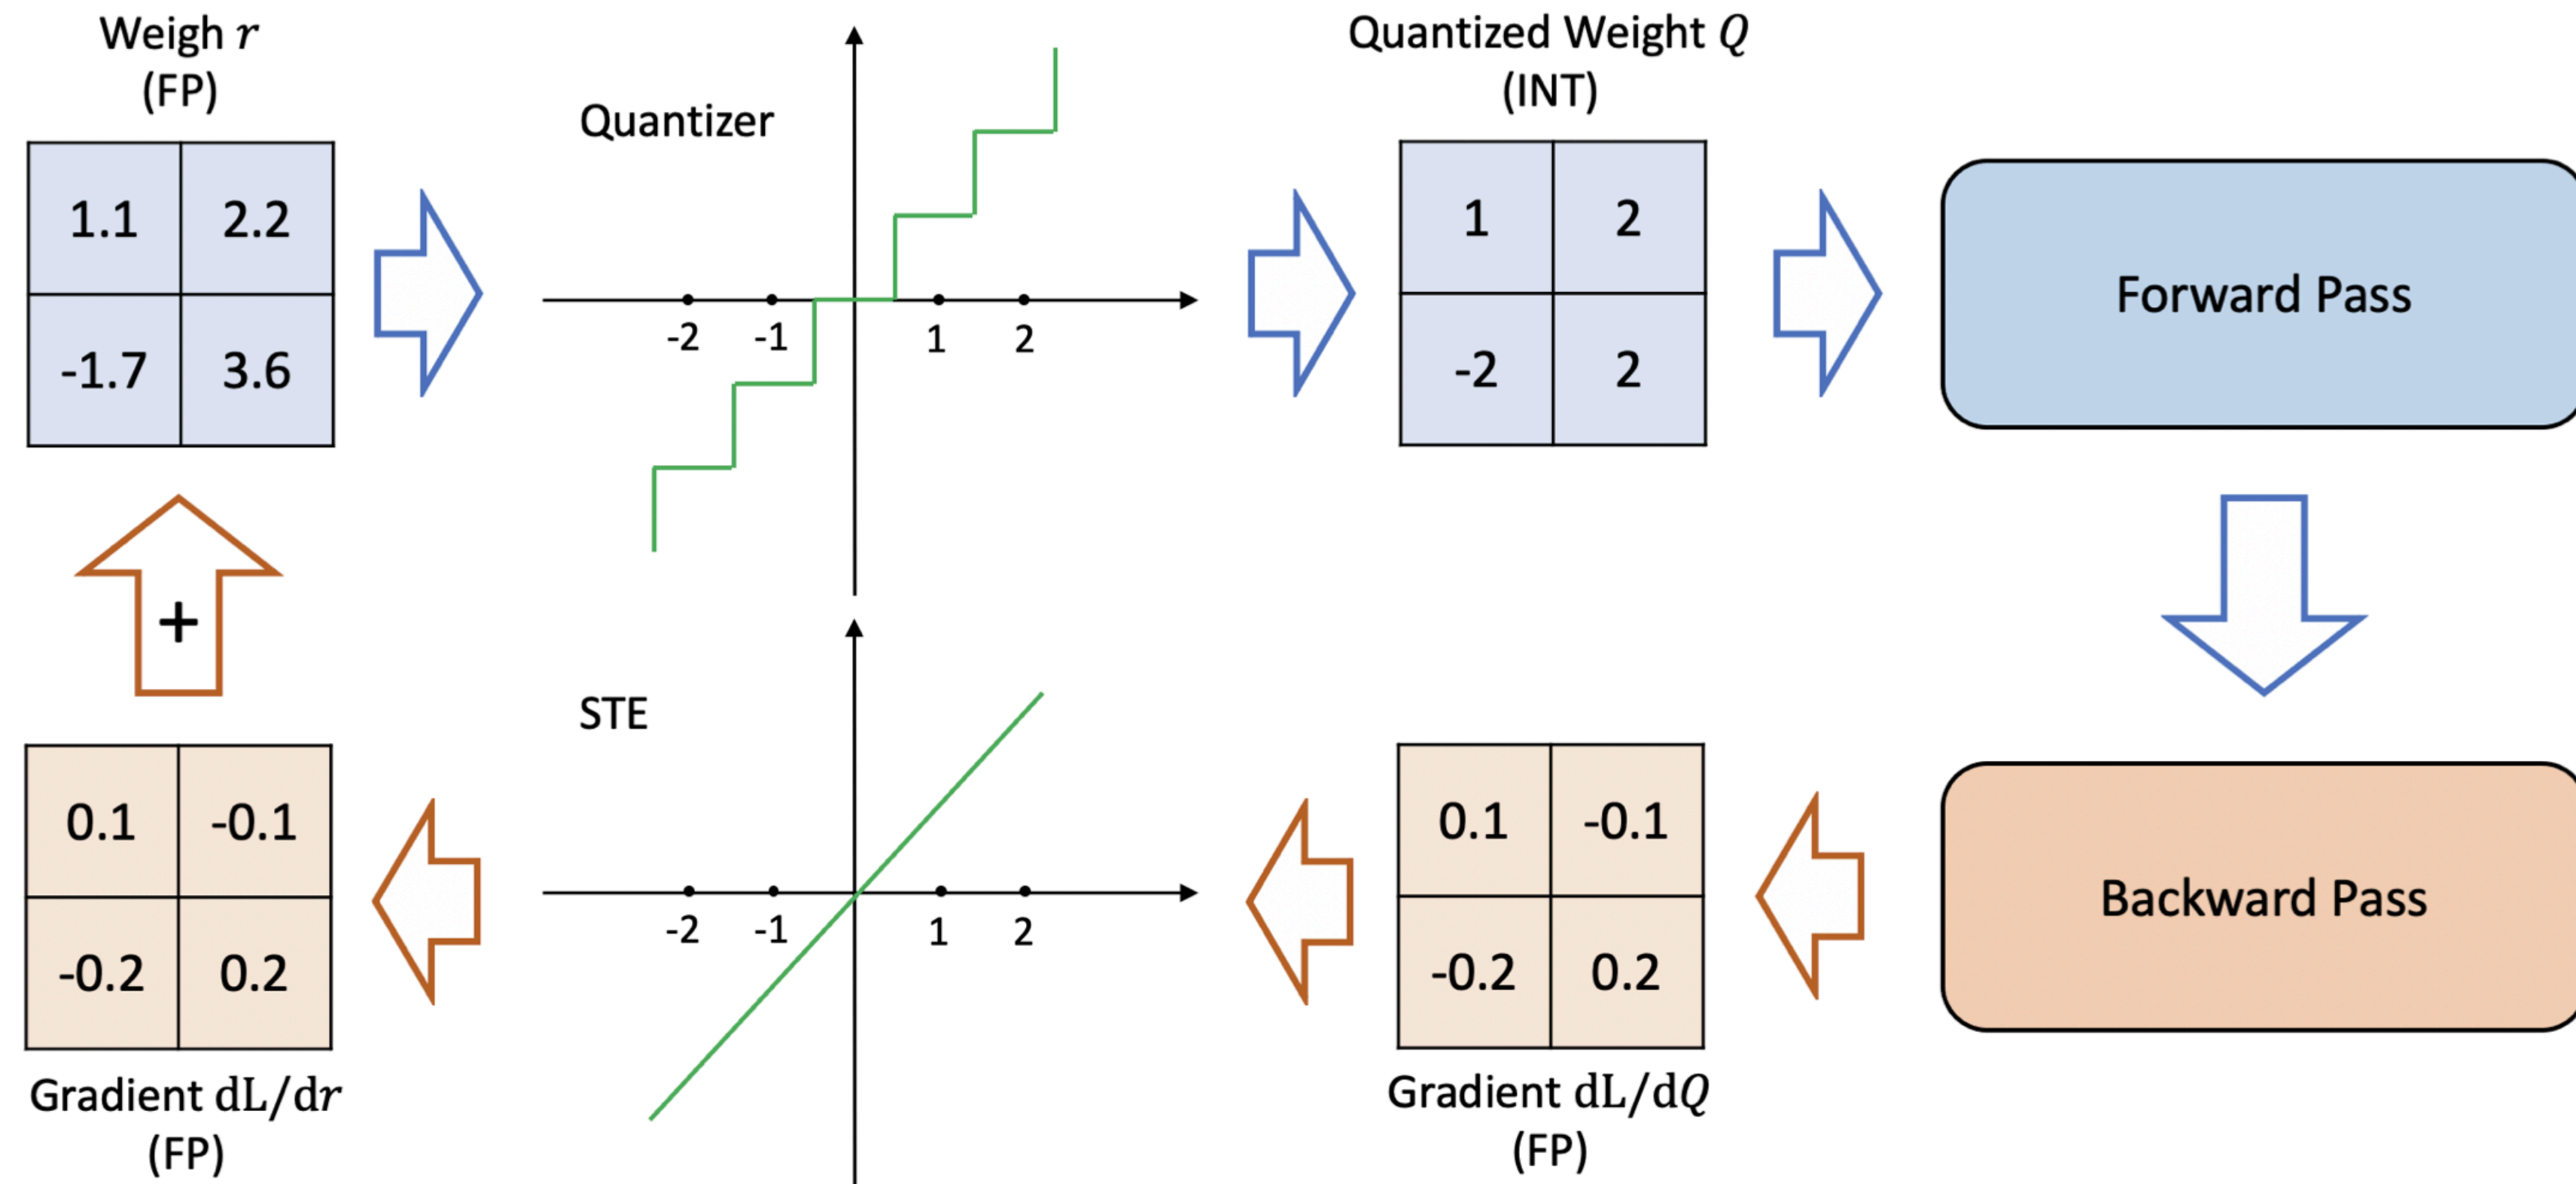 Weigh r
(FP)
1.1 2.2
-1.7 3.6
Quantizer
-2 -1 1 2
Quantized Weight Q
(INT)
1 2
-2 2
Forward Pass
+
STE
-2 -1 1 2
0.1 -0.1
-0.2 0.2
Gradient dL/dr
(FP)
0.1 -0.1
-0.2 0.2
Gradient dL/dQ
(FP)
Backward Pass